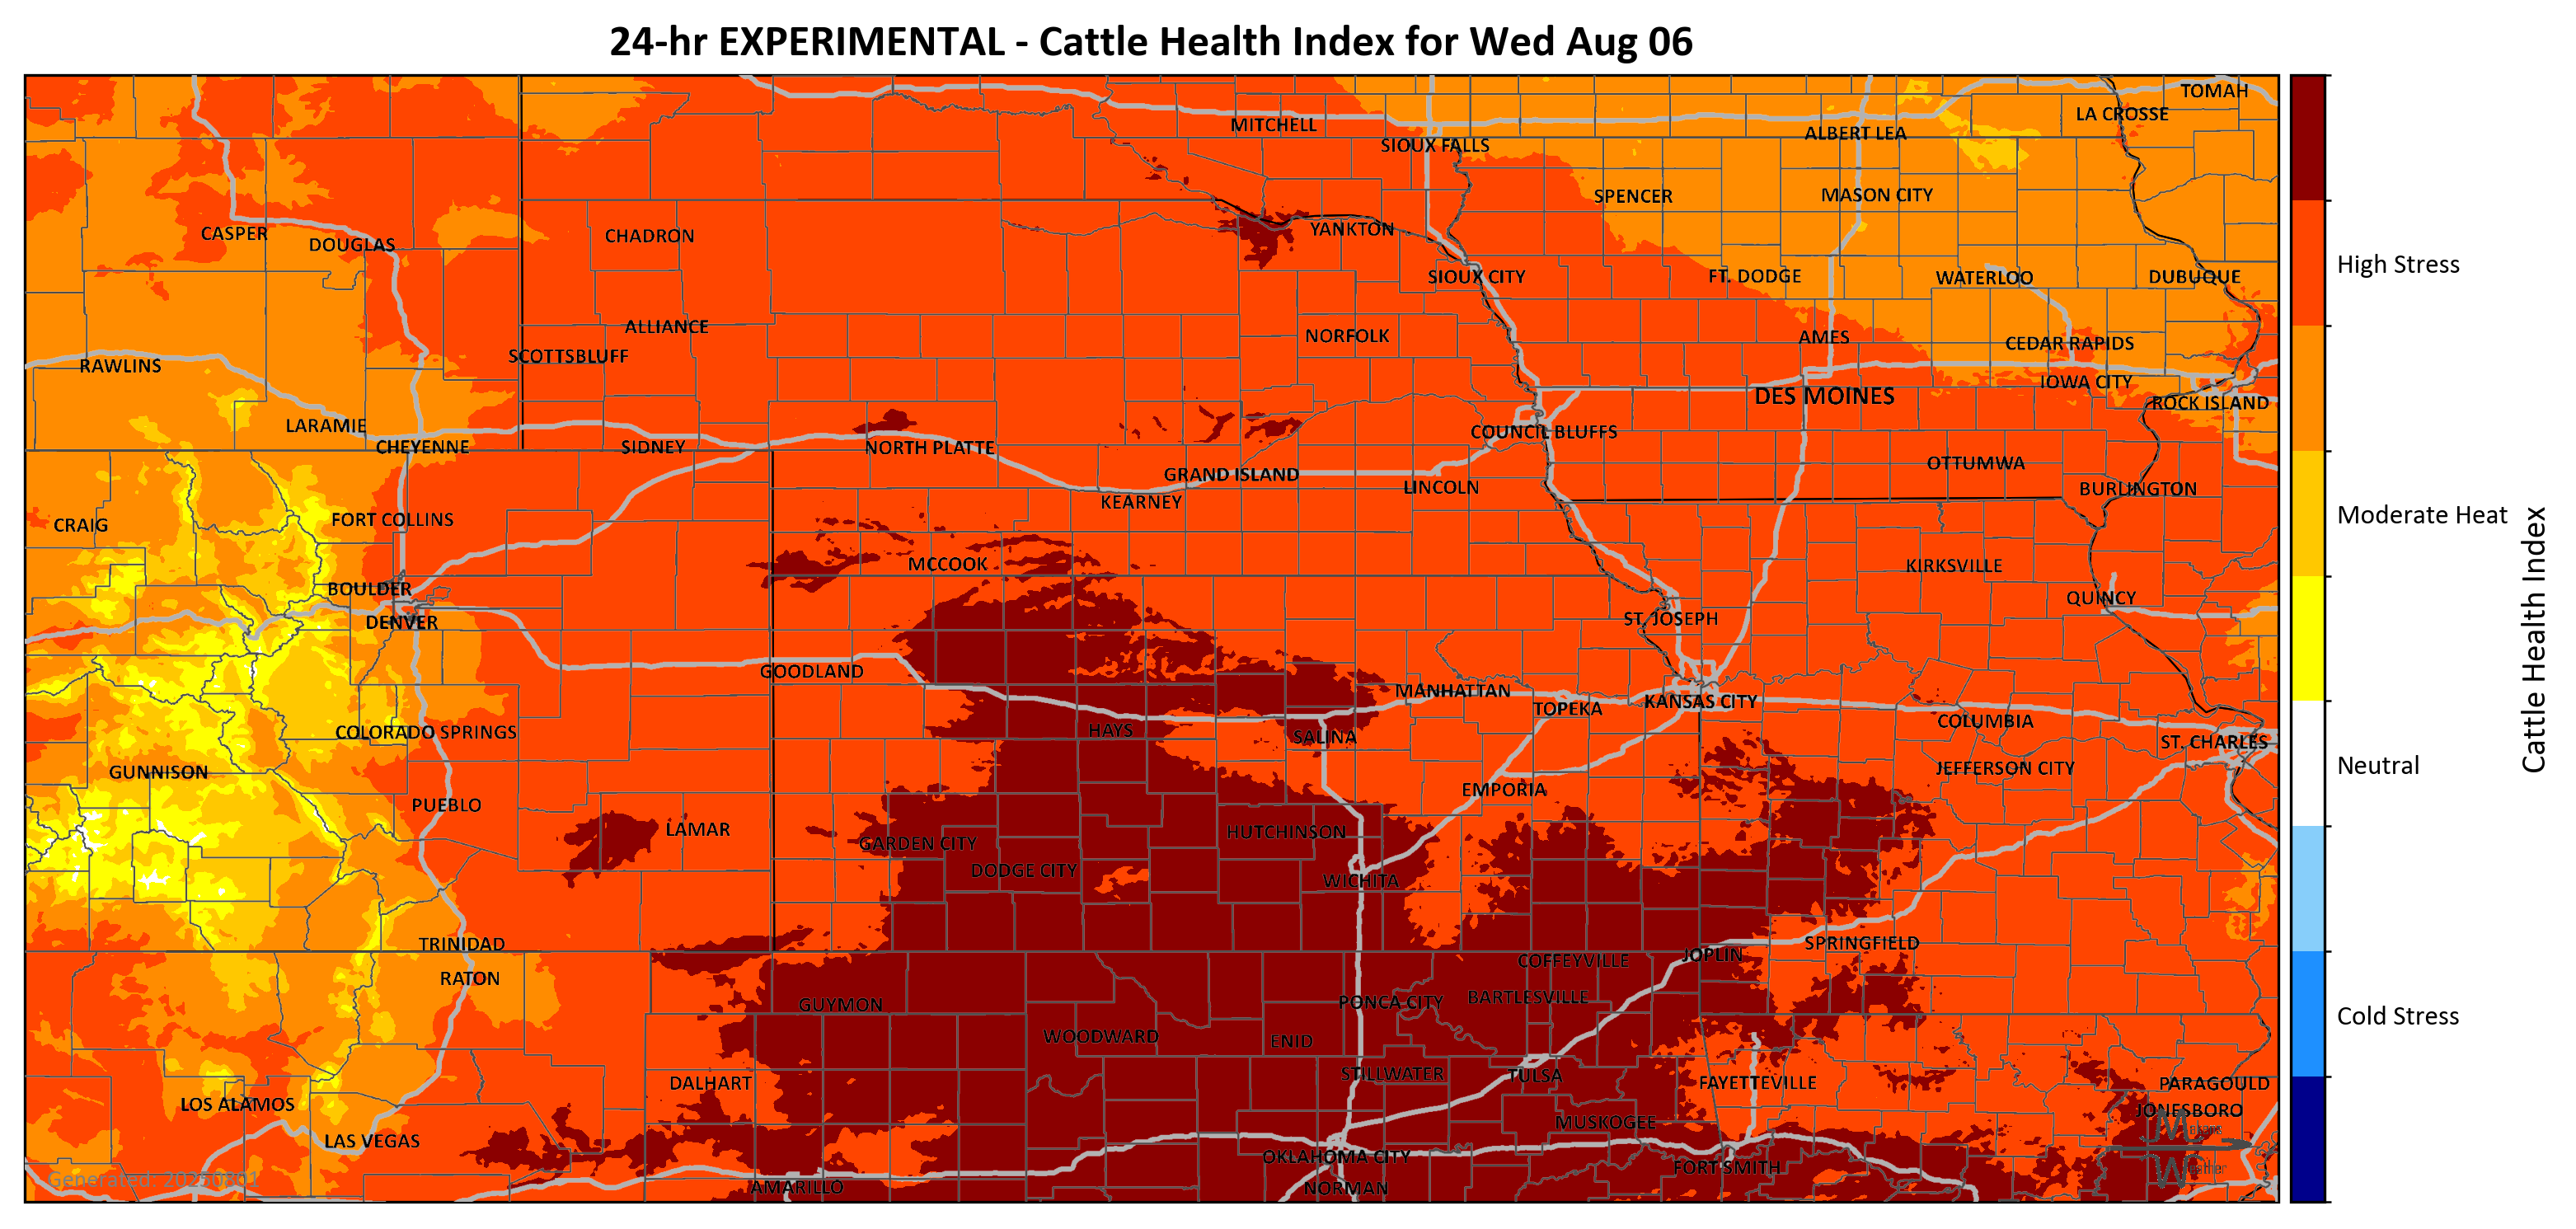 24-hr EXPERIMENTAL - Cattle Health Index for Wed Aug 06
TOMAH
LA CROSSE
MITCHELL
ALBERT LEA
SIOUX FALLS
SPENCER
MASON CITY
CASPER
DOUGLAS
CHADRON
YANKTON
SIOUX CITY
FT. DODGE
WATERLOO
DUBUQUE
High Stress
ALLIANCE
NORFOLK
AMES
CEDAR RAPIDS
SCOTTSBLUFF
RAWLINS
IOWA CITY
DES MOINES
ROCK ISLAND
LARAMIE
COUNCIL BLUFFS
CHEYENNE
SIDNEY
NORTH PLATTE
OTTUMWA
GRAND ISLAND
LINCOLN
BURLINGTON
KEARNEY
CRAIG
FORT COLLINS
Moderate Heat
MCCOOK
KIRKSVILLE
BOULDER
QUINCY
DENVER
ST. JOSEPH
Cattle Health Index
GOODLAND
MANHATTAN
TOPEKA
KANSAS CITY
COLUMBIA
COLORADO SPRINGS
HAYS
SALINA
ST. CHARLES
GUNNISON
JEFFERSON CITY
Neutral
PUEBLO
EMPORIA
LAMAR
HUTCHINSON
GARDEN CITY
DODGE CITY
WICHITA
TRINIDAD
SPRINGFIELD
JOPLIN
COFFEYVILLE
RATON
GUYMON
PONCA CITY
BARTLESVILLE
Cold Stress
WOODWARD
ENID
STILLWATER
TULSA
DALHART
FAYETTEVILLE
PARAGOULD
LOS ALAMOS
JONESBORO
MUSKOGEE
LAS VEGAS
OKLAHOMA CITY
FORT SMITH
Weather
Generated: 20250801
AMARILLO
NORMAN